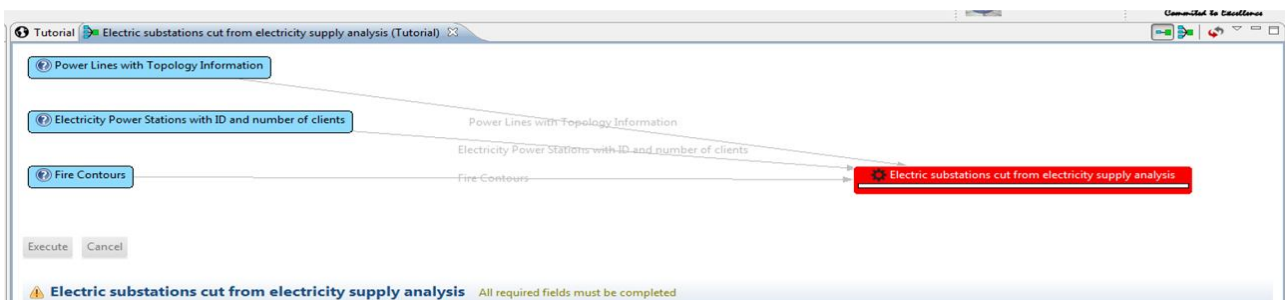 Commited to Excellence
Tutorial Electric substations cut from electricity supply analysis (Tutorial)
Power Lines with Topology Information
Electricity Power Stations with ID and number of clients
Power Lines with Topology Information
Electricity Power Stations with ID and number of clients
Fire Contours
Fire Contours
Electric substations cut from electricity supply analysis
Execute Cancel
Electric substations cut from electricity supply analysis All required fields must be completed